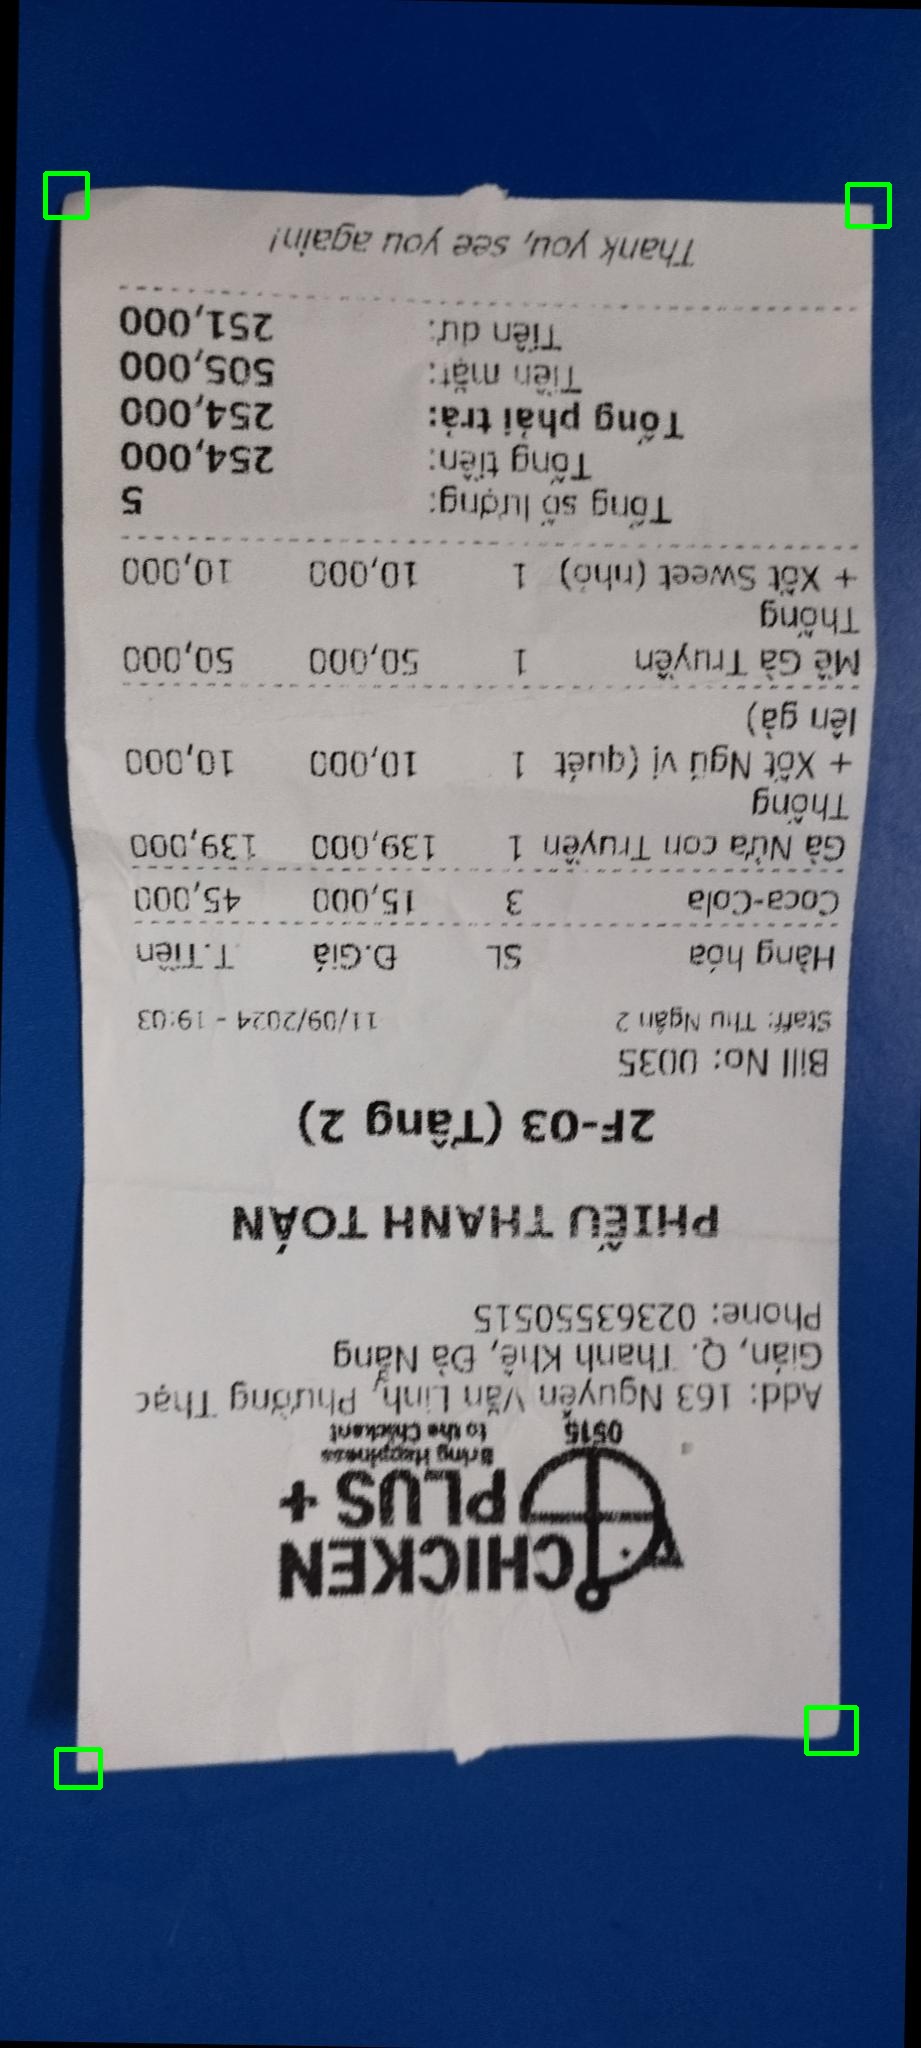 CHICKEN
PLUS +
Bring Happiness
to the Chickent
0515
Add: 163 Nguyễn Văn Linh, Phường Thạc
Gián, Q. Thanh Khê, Đà Nẵng
Phone: 02363550515
PHIẾU THANH TOÁN
2F-03 (Tầng 2)
Bill No: 0035
Staff: Thu Ngân 2 11/09/2024 - 19:03
Hàng hóa SL Đ.Giá T.Tiền
Coca-Cola 3 15,000 45,000
Gà Nửa con Truyền 1 139,000 139,000
Thống
+ Xốt Ngũ vị (quét 1 10,000 10,000
lên gà)
Mề Gà Truyền 1 50,000 50,000
Thống
+ Xốt Sweet (nhỏ) 1 10,000 10,000
Tổng số lượng: 5
Tổng tiền: 254,000
Tổng phải trả: 254,000
Tiền mặt: 505,000
Tiền dư: 251,000
Thank you, see you again!